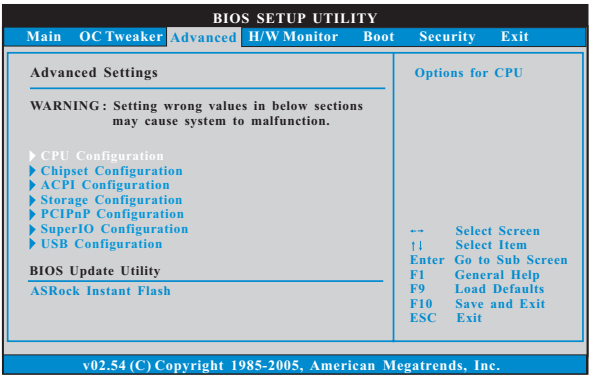 BIOS SETUP UTILITY
Main OC Tweaker Advanced H/W Monitor Boot Security Exit
Advanced Settings
WARNING : Setting wrong values in below sections
may cause system to malfunction.
CPU Configuration
Chipset Configuration
ACPI Configuration
Storage Configuration
PCIPnP Configuration
SuperIO Configuration
USB Configuration
BIOS Update Utility
ASRock Instant Flash
Options for CPU
←→ Select Screen
↑↓ Select Item
Enter Go to Sub Screen
F1 General Help
F9 Load Defaults
F10 Save and Exit
ESC Exit
v02.54 (C) Copyright 1985-2005, American Megatrends, Inc.